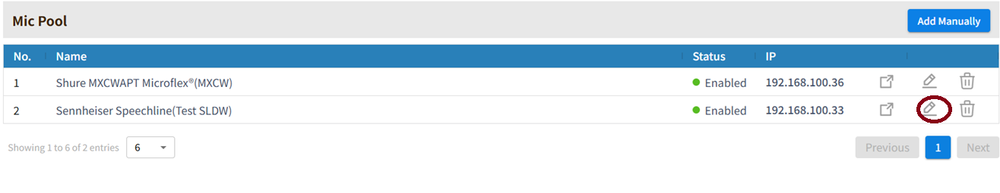 Mic Pool Add Manually
No. Name Status IP
1 Shure MXCWAPT Microflex®(MXCW) Enabled 192.168.100.36
2 Sennheiser Speechline(Test SLDW) Enabled 192.168.100.33
Showing 1 to 6 of 2 entries 6 Previous 1 Next